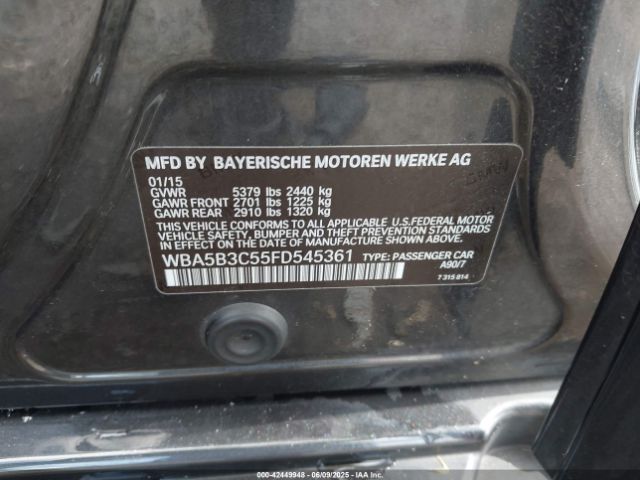 MFD BY BAYERISCHE MOTOREN WERKE AG
01/15
GVWR 5379 lbs 2440 kg
GAWR FRONT 2701 lbs 1225 kg
GAWR REAR 2910 lbs 1320 kg
THIS VEHICLE CONFORMS TO ALL APPLICABLE U.S.FEDERAL MOTOR
VEHICLE SAFETY, BUMPER AND THEFT PREVENTION STANDARDS
IN EFFECT ON THE DATE OF MANUFACTURE SHOWN ABOVE.
WBA5B3C55FD545361 TYPE: PASSENGER CAR
A90/7
7 315 814
000-42449948 - 06/09/2025 - IAA Holdings, LLC